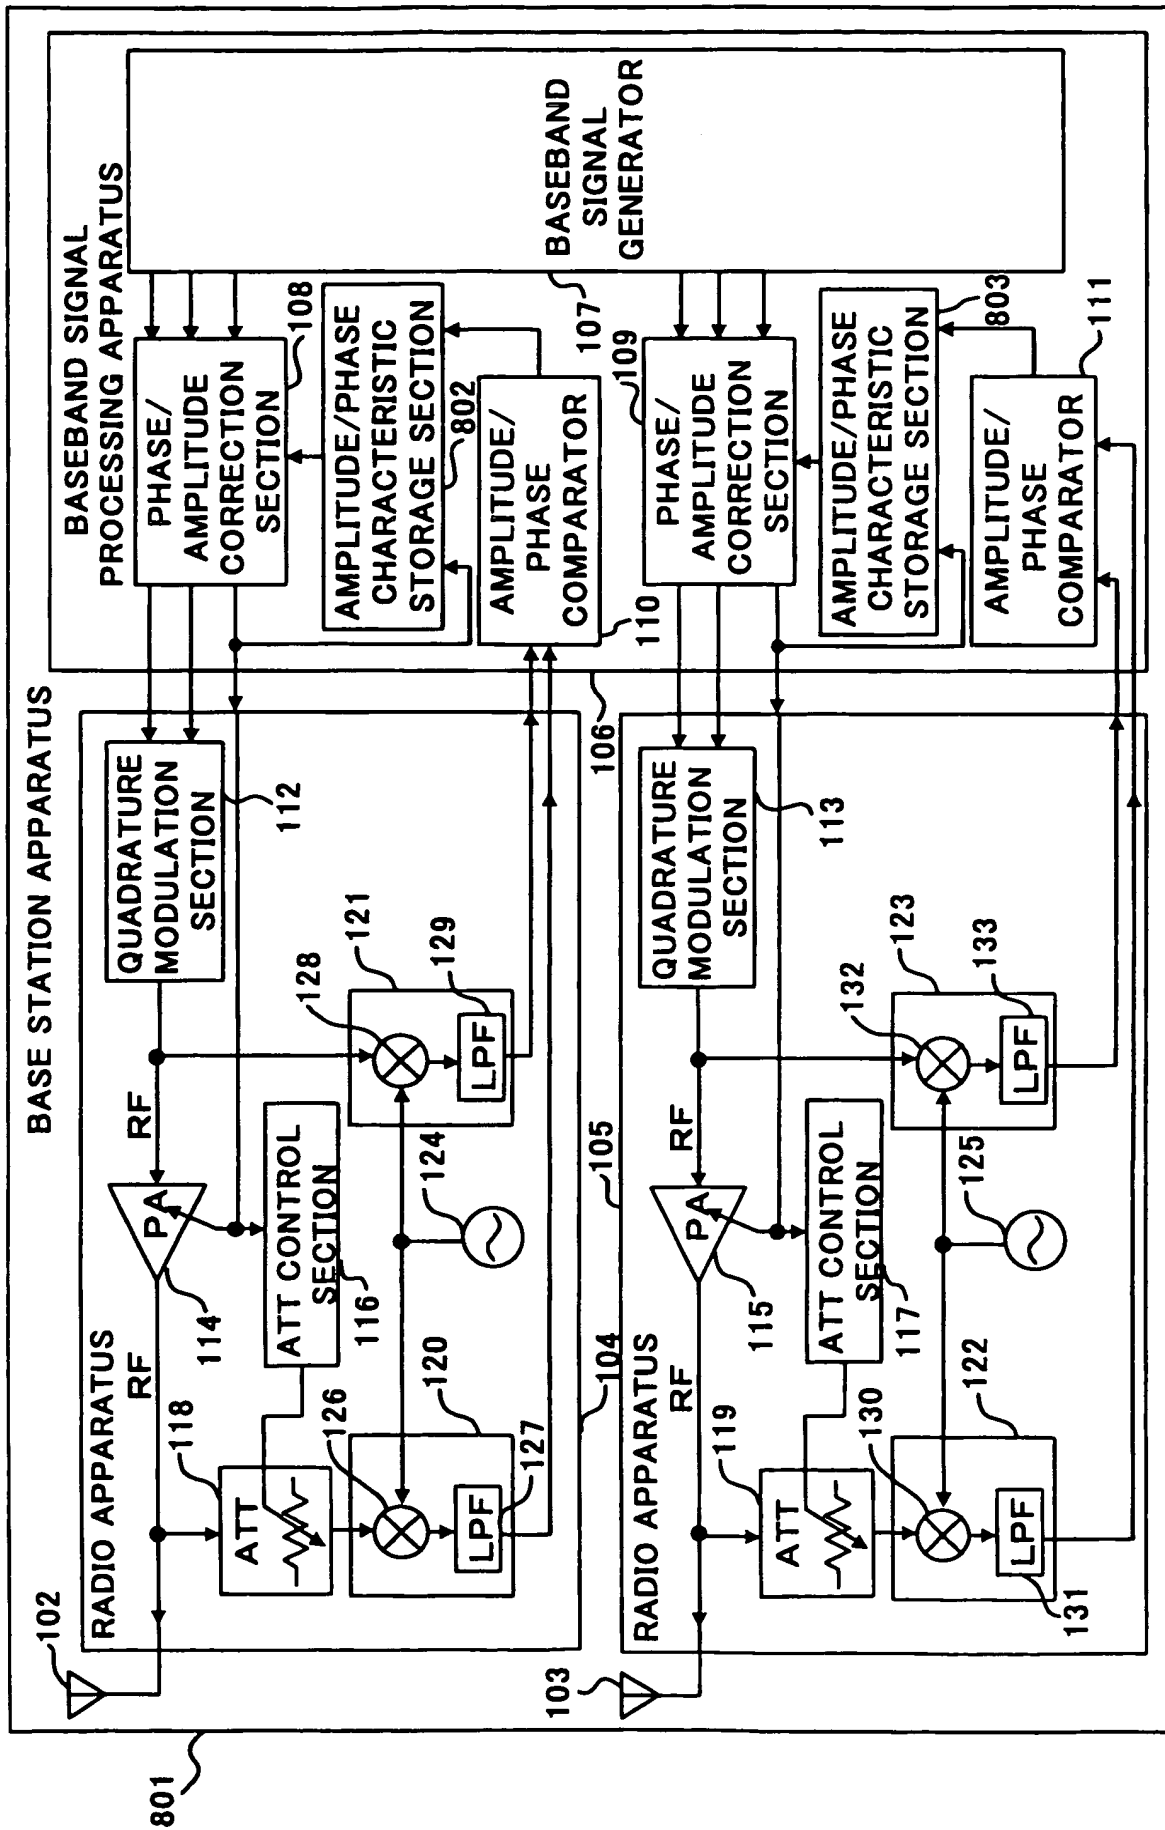 801
BASE STATION APPARATUS
102
RADIO APPARATUS
RF
114
PA
RF
QUADRATURE
MODULATION
SECTION
112
118
ATT
ATT CONTROL
SECTION
116
126
120
LPF
127
124
128
121
LPF
129
104
BASEBAND SIGNAL
PROCESSING APPARATUS
PHASE/
AMPLITUDE
CORRECTION
SECTION
108
AMPLITUDE/PHASE
CHARACTERISTIC
STORAGE SECTION
802
AMPLITUDE/
PHASE
COMPARATOR
110
BASEBAND
SIGNAL
GENERATOR
107
106
103
105
RADIO APPARATUS
RF
115
PA
RF
QUADRATURE
MODULATION
SECTION
113
119
ATT
ATT CONTROL
SECTION
117
130
122
LPF
131
125
132
123
LPF
133
109
PHASE/
AMPLITUDE
CORRECTION
SECTION
AMPLITUDE/PHASE
CHARACTERISTIC
STORAGE SECTION
803
AMPLITUDE/
PHASE
COMPARATOR
111